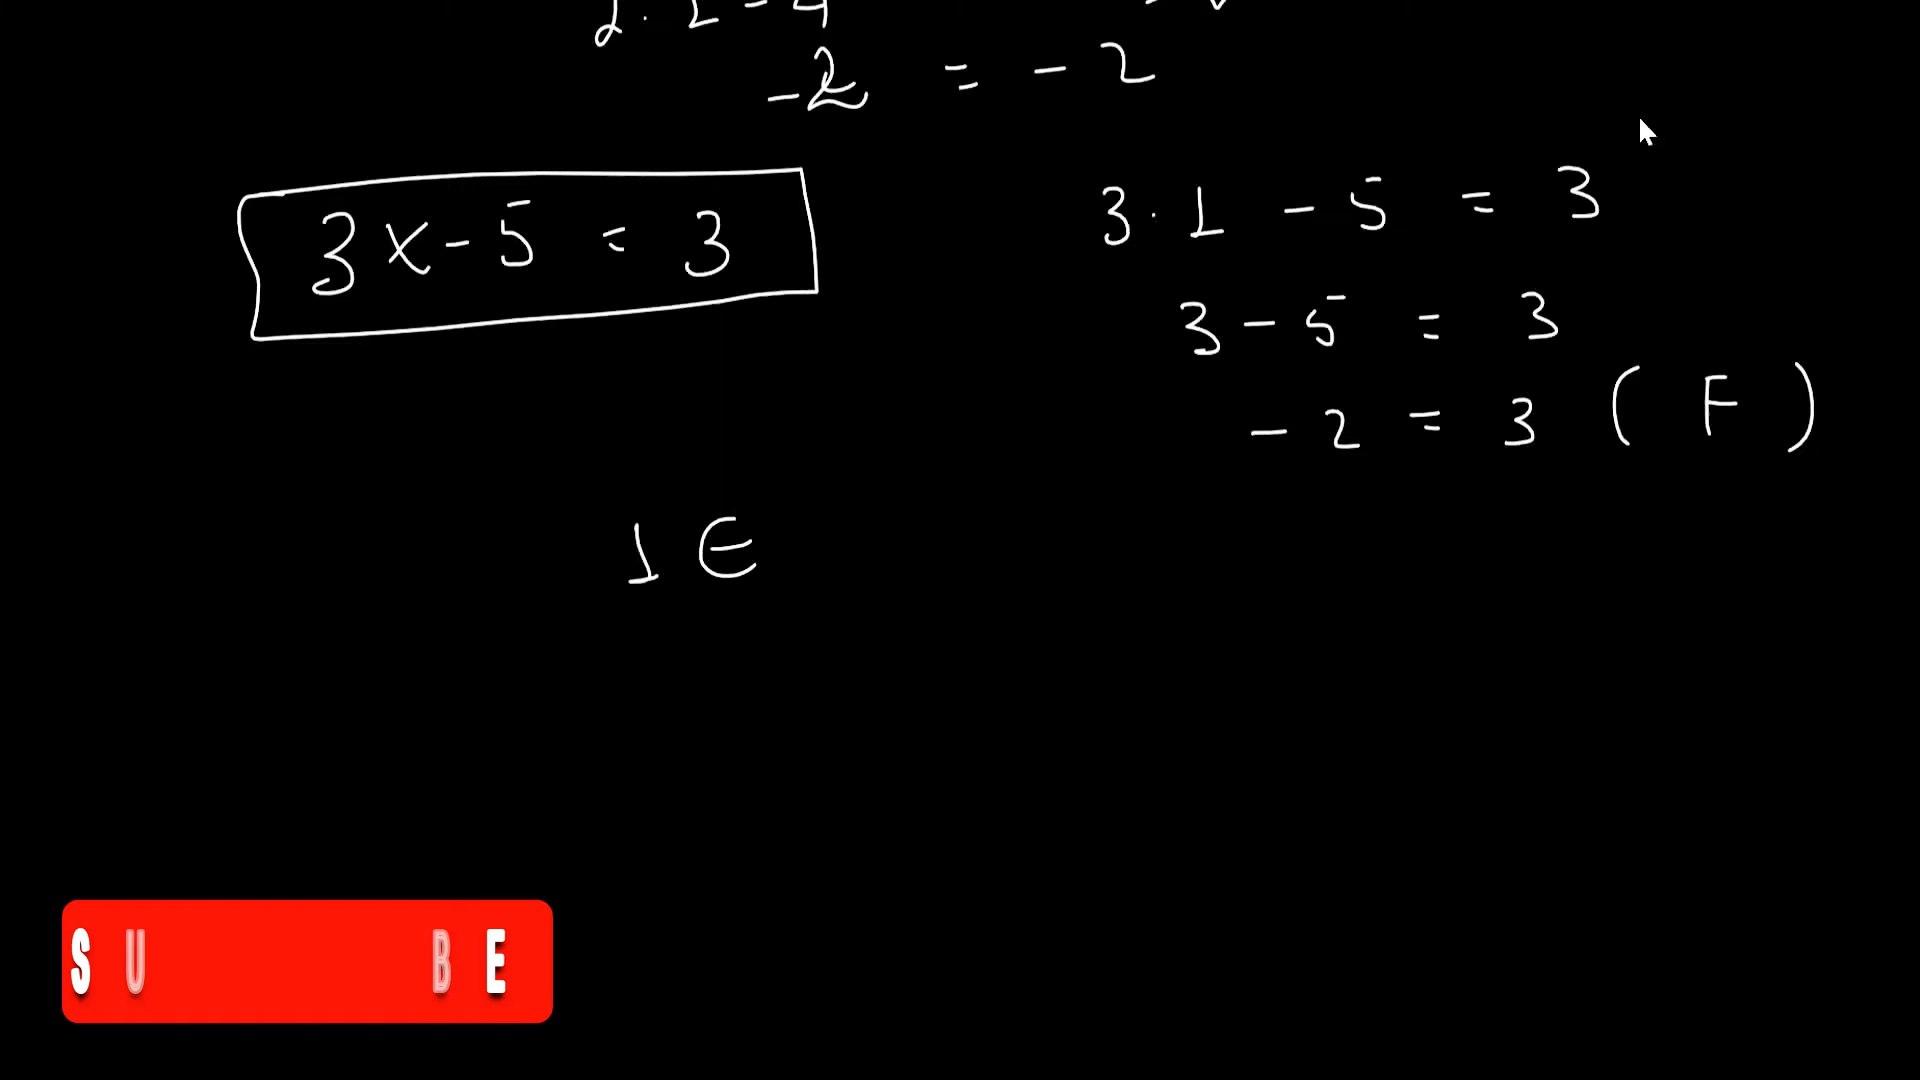 -2 = -2
3x - 5 = 3
3 · 1 - 5 = 3
3 - 5 = 3
-2 = 3 (F)
1 ∈
S U B E